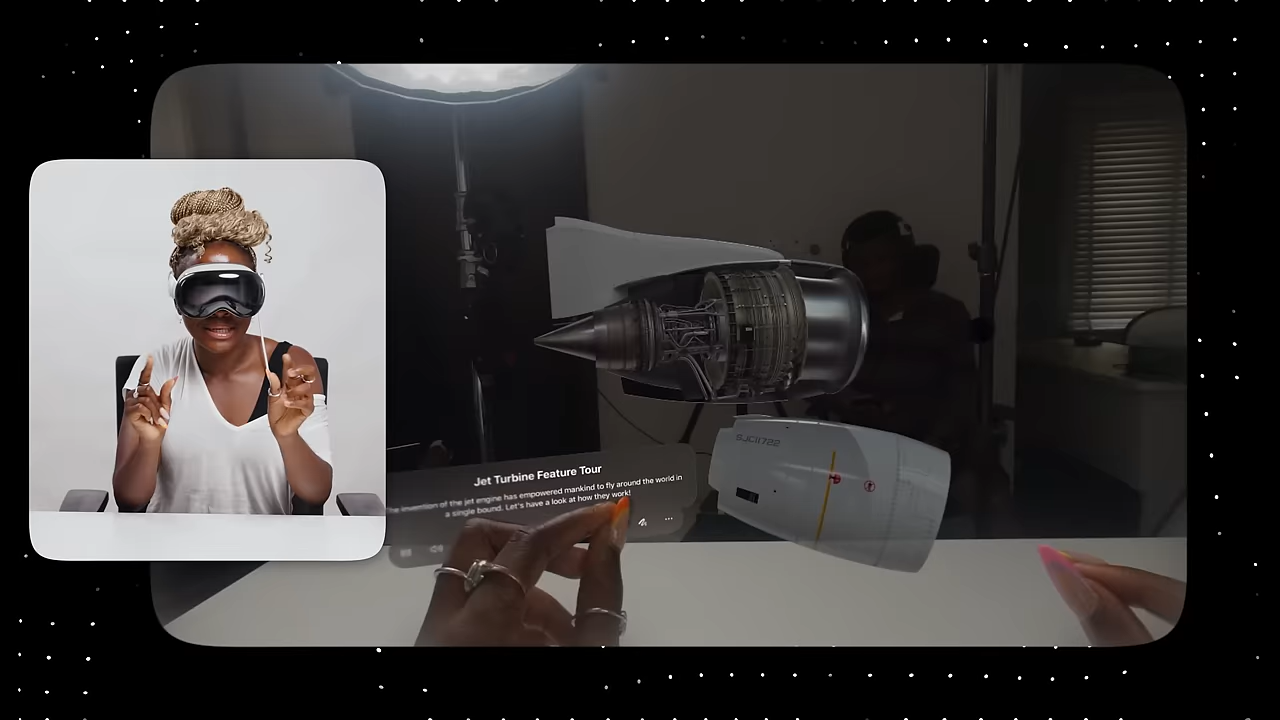 SJCI1722
Jet Turbine Feature Tour
invention of the jet engine has empowered mankind to fly around the world in
a single bound. Let's have a look at how they work!